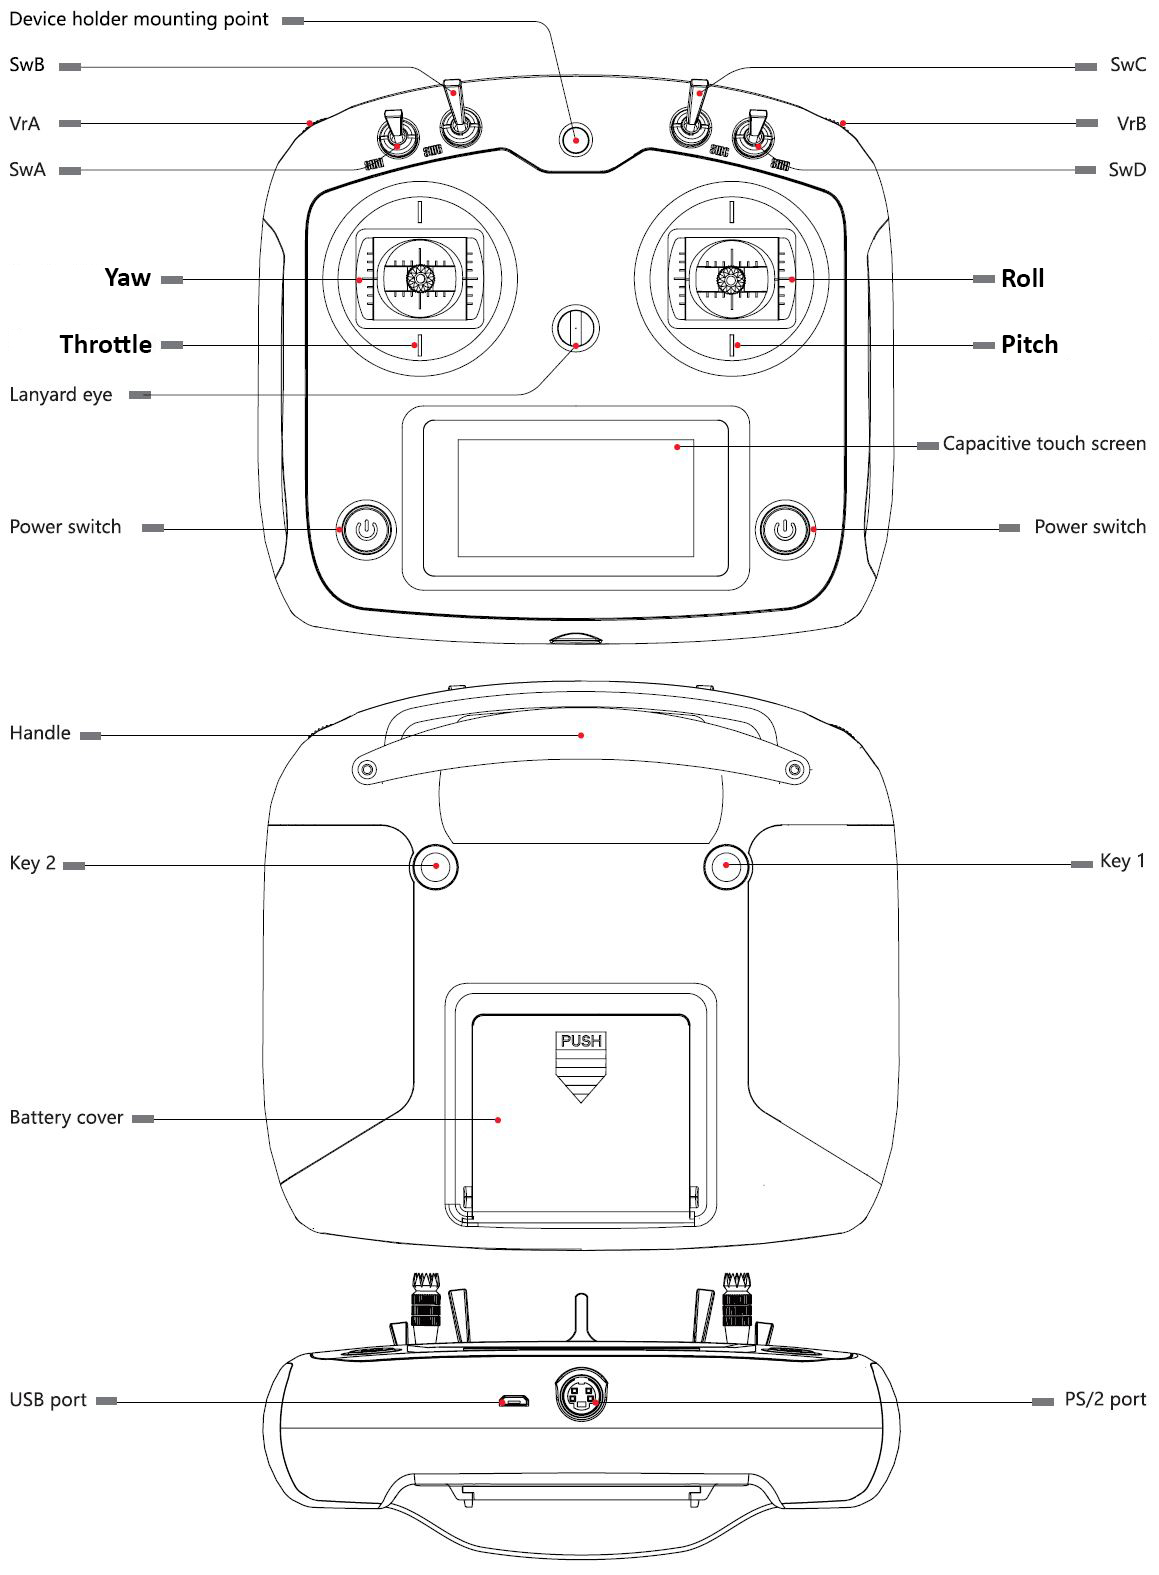 Device holder mounting point
SwB
SwC
VrA
VrB
SwA
SwD
Yaw
Roll
Throttle
Pitch
Lanyard eye
Capacitive touch screen
Power switch
Power switch
Handle
Key 2
Key 1
PUSH
Battery cover
USB port
PS/2 port